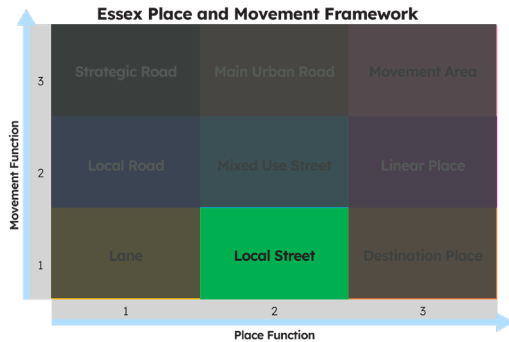 Essex Place and Movement Framework
Movement Function
3
Strategic Road
Main Urban Road
Movement Area
2
Local Road
Mixed Use Street
Linear Place
1
Lane
Local Street
Destination Place
1
2
3
Place Function